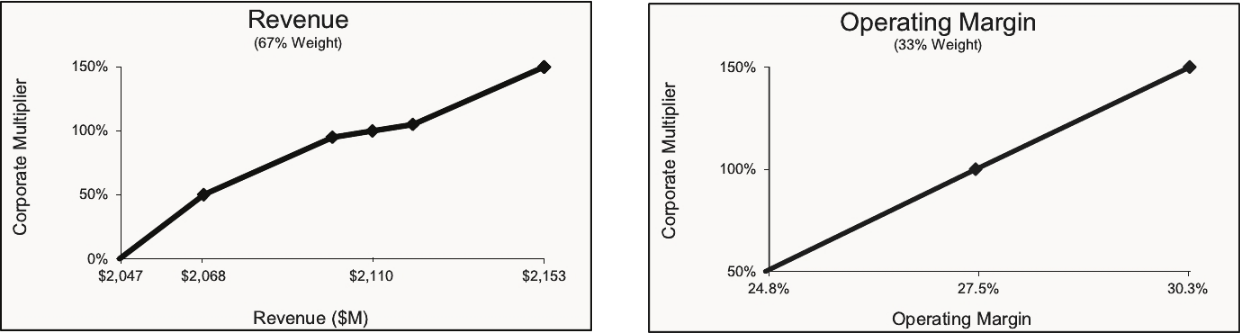 Revenue
(67% Weight)
Corporate Multiplier
150%
100%
50%
0%
$2,047
$2,068
$2,110
$2,153
Revenue ($M)
Operating Margin
(33% Weight)
Corporate Multiplier
150%
100%
50%
24.8%
27.5%
30.3%
Operating Margin